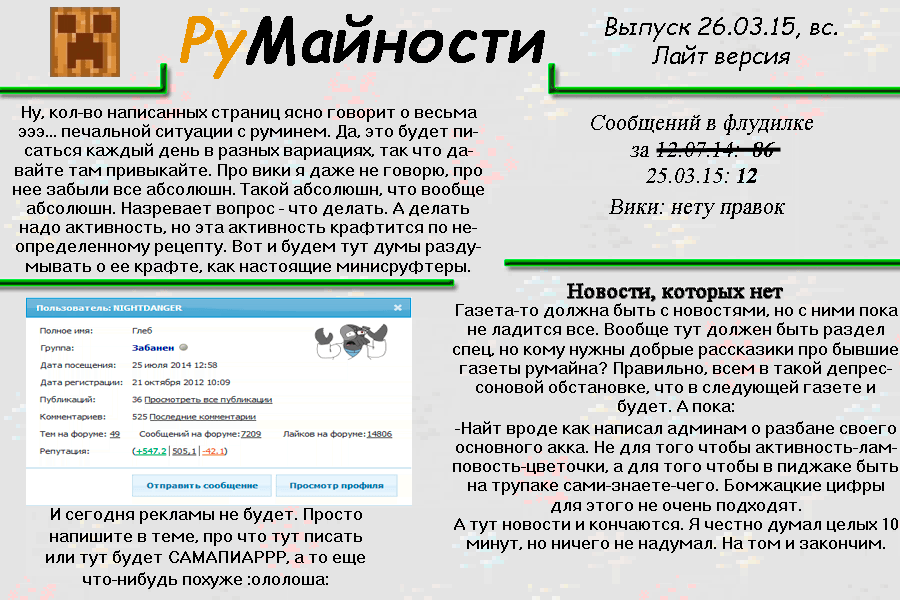 РуМайности
Выпуск 26.03.15, вс.
Лайт версия
Ну, кол-во написанных страниц ясно говорит о весьма
эээ... печальной ситуации с руминем. Да, это будет пи-
саться каждый день в разных вариациях, так что да-
вайте там привыкайте. Про вики я даже не говорю, про
нее забыли все абсолюшн. Такой абсолюшн, что вообще
абсолюшн. Назревает вопрос - что делать. А делать
надо активность, но эта активность крафтится по не-
определенному рецепту. Вот и будем тут думы разду-
мывать о ее крафте, как настоящие минисруфтеры.
Сообщений в флудилке
за 12.07.14: 86
25.03.15: 12
Вики: нету правок
Пользователь: NIGHTDANGER
Полное имя: Глеб
Группа: Забанен
Дата посещения: 25 июля 2014 12:58
Дата регистрации: 21 октября 2012 10:09
Публикаций: 36 Просмотреть все публикации
Комментариев: 525 Последние комментарии
Тем на форуме: 49 Сообщений на форуме:7209 Лайков на форуме:14806
Репутация: (+547.2|505,1|-42.1)
Отправить сообщение Просмотр профиля
И сегодня рекламы не будет. Просто
напишите в теме, про что тут писать
или тут будет САМАПИАРРР, а то еще
что-нибудь похуже :ололоша:
Новости, которых нет
Газета-то должна быть с новостями, но с ними пока
не ладится все. Вообще тут должен быть раздел
спец, но кому нужны добрые рассказики про бывшие
газеты румайна? Правильно, всем в такой депрес-
соновой обстановке, что в следующей газете и
будет. А пока:
-Найт вроде как написал админам о разбане своего
основного акка. Не для того чтобы активность-лам-
повость-цветочки, а для того чтобы в пиджаке быть
на трупаке сами-знаете-чего. Бомжацкие цифры
для этого не очень подходят.
А тут новости и кончаются. Я честно думал целых 10
минут, но ничего не надумал. На том и закончим.